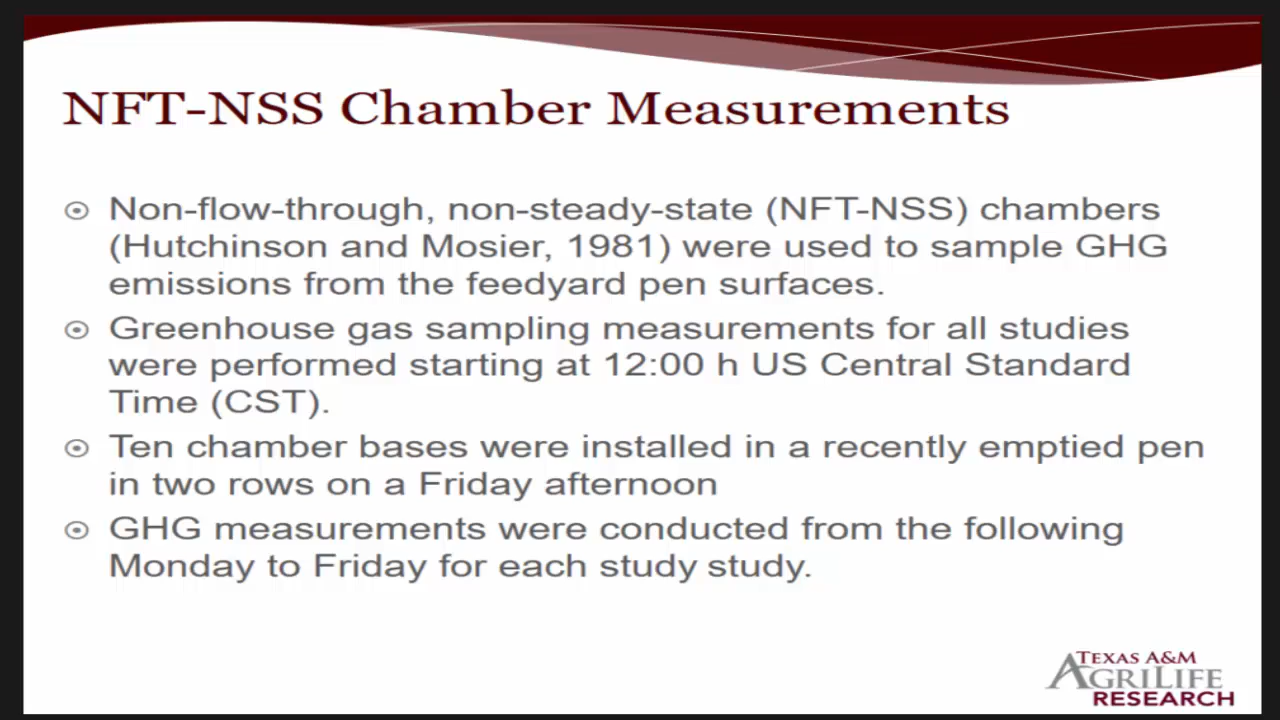 NFT-NSS Chamber Measurements
Non-flow-through, non-steady-state (NFT-NSS) chambers
(Hutchinson and Mosier, 1981) were used to sample GHG
emissions from the feedyard pen surfaces.
Greenhouse gas sampling measurements for all studies
were performed starting at 12:00 h US Central Standard
Time (CST).
Ten chamber bases were installed in a recently emptied pen
in two rows on a Friday afternoon
GHG measurements were conducted from the following
Monday to Friday for each study study.
TEXAS A&M
AGRILIFE
RESEARCH